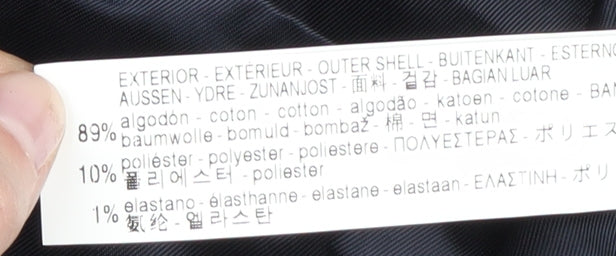 EXTERIOR - EXTÉRIEUR - OUTER SHELL - BUITENKANT - ESTERNO
AUSSEN - YDRE - ZUNANJOST - 面料 - 겉감 - BAGIAN LUAR
89% algodón - coton - cotton - algodão - katoen - cotone - BAM
baumwolle - bomuld - bombaž - 棉 - 면 - katun
10% poliéster - polyester - poliestere - ΠΟΛΥΕΣΤΕΡΑΣ - ポリエス
폴리에스터 - poliester
1% elastano - élasthanne - elastane - elastaan - ΕΛΑΣΤΙΝΗ - ポリ
氨纶 - 엘라스탄